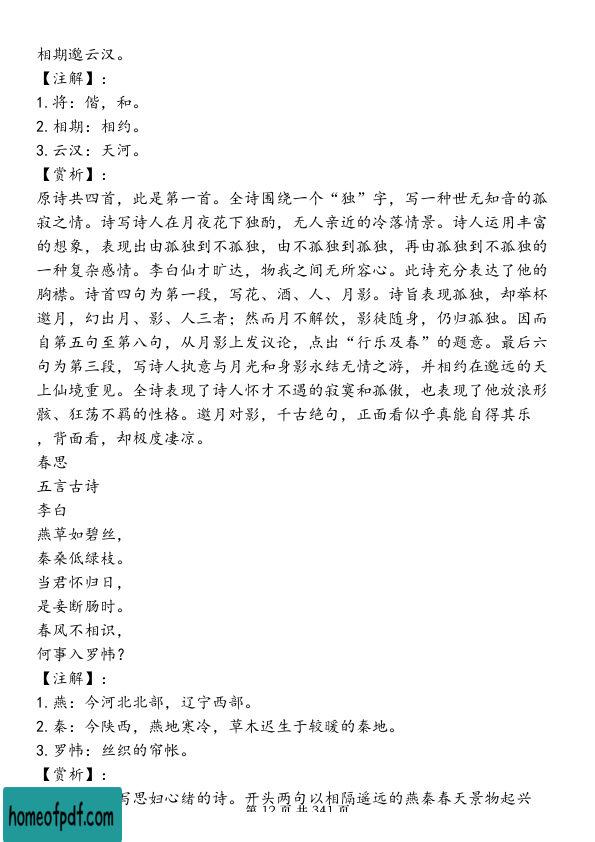 相期邈云汉。
【注解】：
1.将：偕，和。
2.相期：相约。
3.云汉：天河。
【赏析】：
原诗共四首，此是第一首。全诗围绕一个“独”字，写一种世无知音的孤
寂之情。诗写诗人在月夜花下独酌，无人亲近的冷落情景。诗人运用丰富
的想象，表现出由孤独到不孤独，由不孤独到孤独，再由孤独到不孤独的
一种复杂感情。李白仙才旷达，物我之间无所容心。此诗充分表达了他的
胸襟。诗首四句为第一段，写花、酒、人、月影。诗旨表现孤独，却举杯
邀月，幻出月、影、人三者；然而月不解饮，影徒随身，仍归孤独。因而
自第五句至第八句，从月影上发议论，点出“行乐及春”的题意。最后六
句为第三段，写诗人执意与月光和身影永结无情之游，并相约在邈远的天
上仙境重见。全诗表现了诗人怀才不遇的寂寞和孤傲，也表现了他放浪形
骸、狂荡不羁的性格。邀月对影，千古绝句，正面看似乎真能自得其乐
，背面看，却极度凄凉。
春思
五言古诗
李白
燕草如碧丝，
秦桑低绿枝。
当君怀归日，
是妾断肠时。
春风不相识，
何事入罗帏？
【注解】：
1.燕：今河北北部，辽宁西部。
2.秦：今陕西，燕地寒冷，草木迟生于较暖的秦地。
3.罗帏：丝织的帘帐。
【赏析】：
写思妇心绪的诗。开头两句以相隔遥远的燕秦春天景物起兴
第 12 页 共 341 页
homeofpdf.com